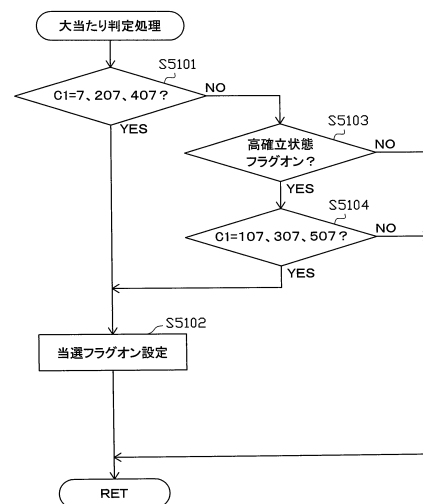 大当たり判定処理
S5101
C1=7、207、407？
NO
YES
S5103
高確立状態
フラグオン？
NO
YES
S5104
C1=107、307、507？
NO
YES
S5102
当選フラグオン設定
RET